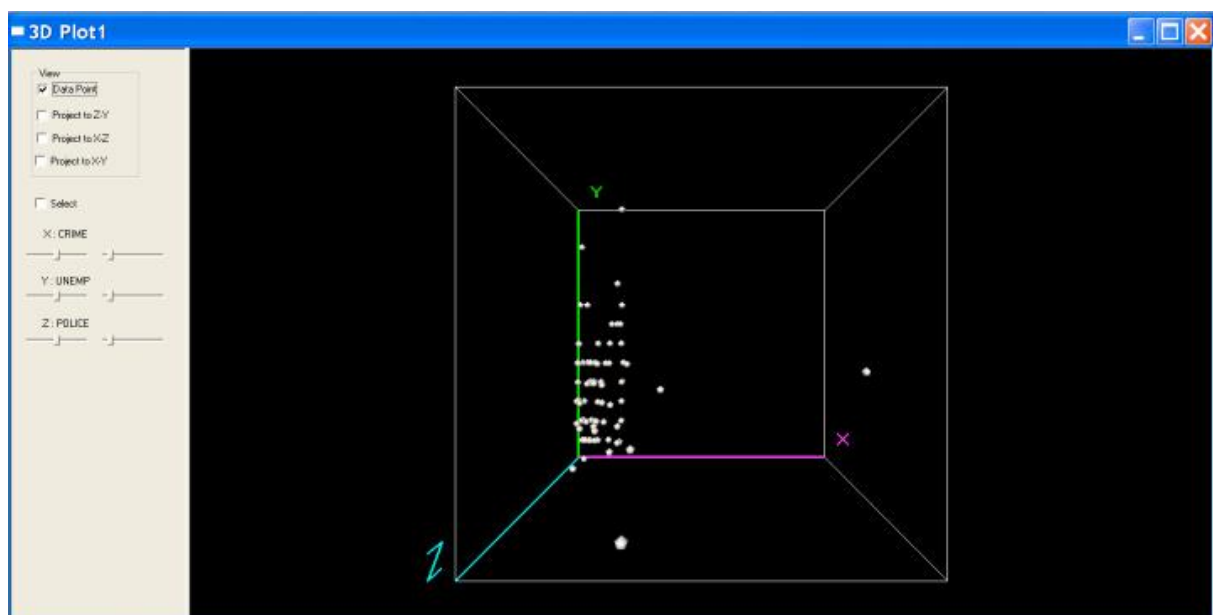 3D Plot1
View
Data Point
Project to Z-Y
Project to X-Z
Project to X-Y
Select
X : CRIME
Y : UNEMP
Z : POLICE
Y
X
Z